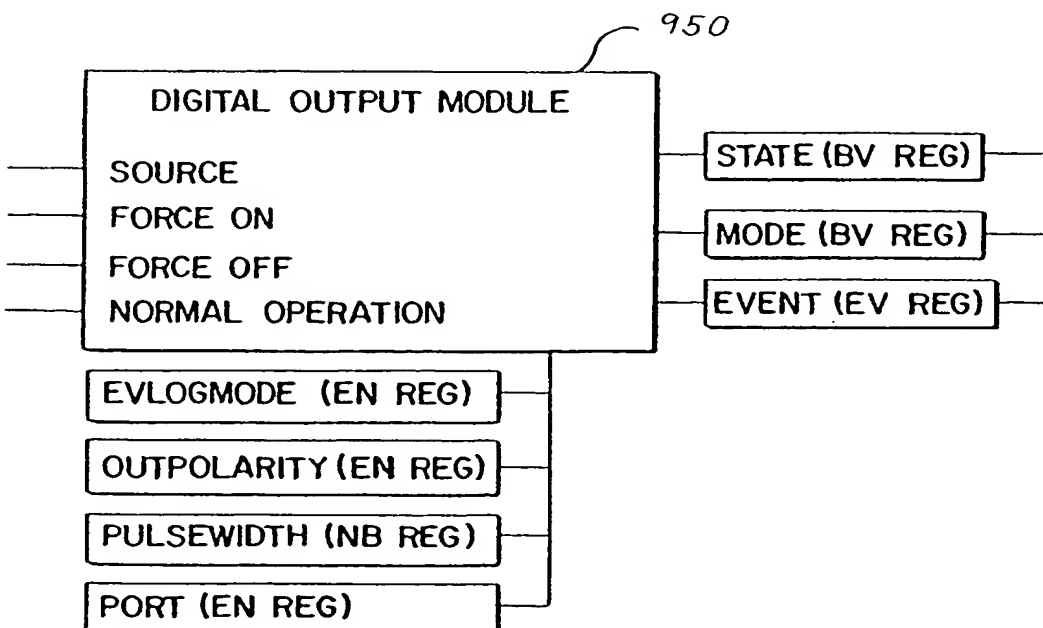 950
DIGITAL OUTPUT MODULE
SOURCE
FORCE ON
FORCE OFF
NORMAL OPERATION
STATE (BV REG)
MODE (BV REG)
EVENT (EV REG)
EVLOGMODE (EN REG)
OUTPOLARITY (EN REG)
PULSEWIDTH (NB REG)
PORT (EN REG)